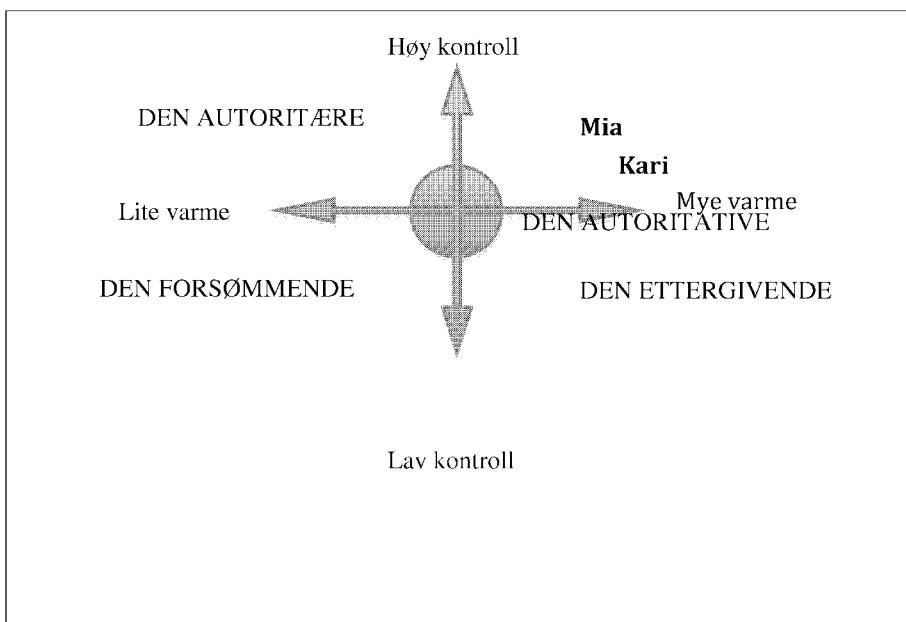 Høy kontroll
DEN AUTORITÆRE
Mia
Kari
Lite varme
Mye varme
DEN AUTORITATIVE
DEN FORSØMMENDE
DEN ETTERGIVENDE
Lav kontroll